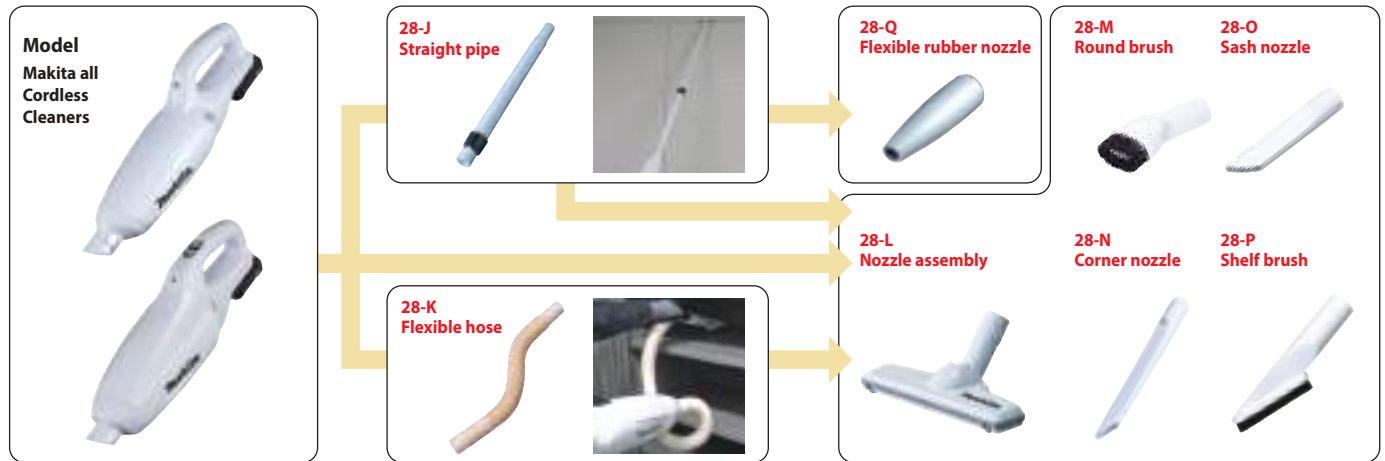 Model
Makita all
Cordless
Cleaners
28-J
Straight pipe
28-Q
Flexible rubber nozzle
28-M
Round brush
28-O
Sash nozzle
28-L
Nozzle assembly
28-N
Corner nozzle
28-P
Shelf brush
28-K
Flexible hose